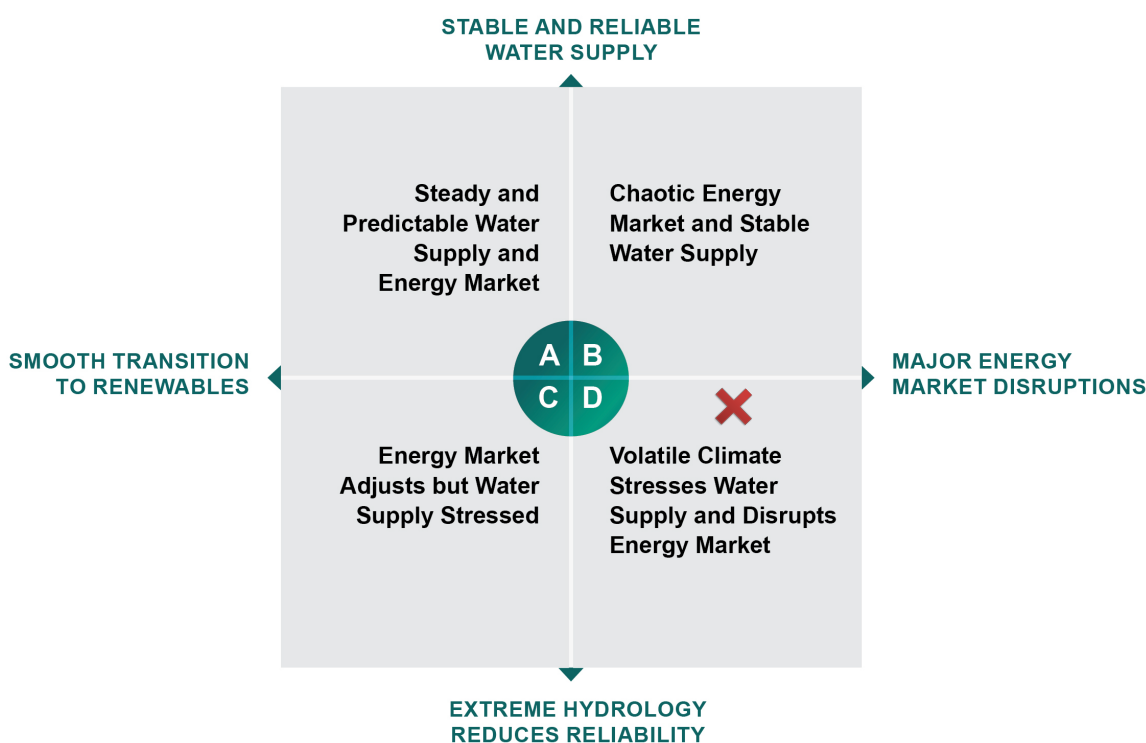 STABLE AND RELIABLE
WATER SUPPLY
Steady and
Predictable Water
Supply and
Energy Market
Chaotic Energy
Market and Stable
Water Supply
SMOOTH TRANSITION
TO RENEWABLES
A B
C D
MAJOR ENERGY
MARKET DISRUPTIONS
Energy Market
Adjusts but Water
Supply Stressed
Volatile Climate
Stresses Water
Supply and Disrupts
Energy Market
EXTREME HYDROLOGY
REDUCES RELIABILITY